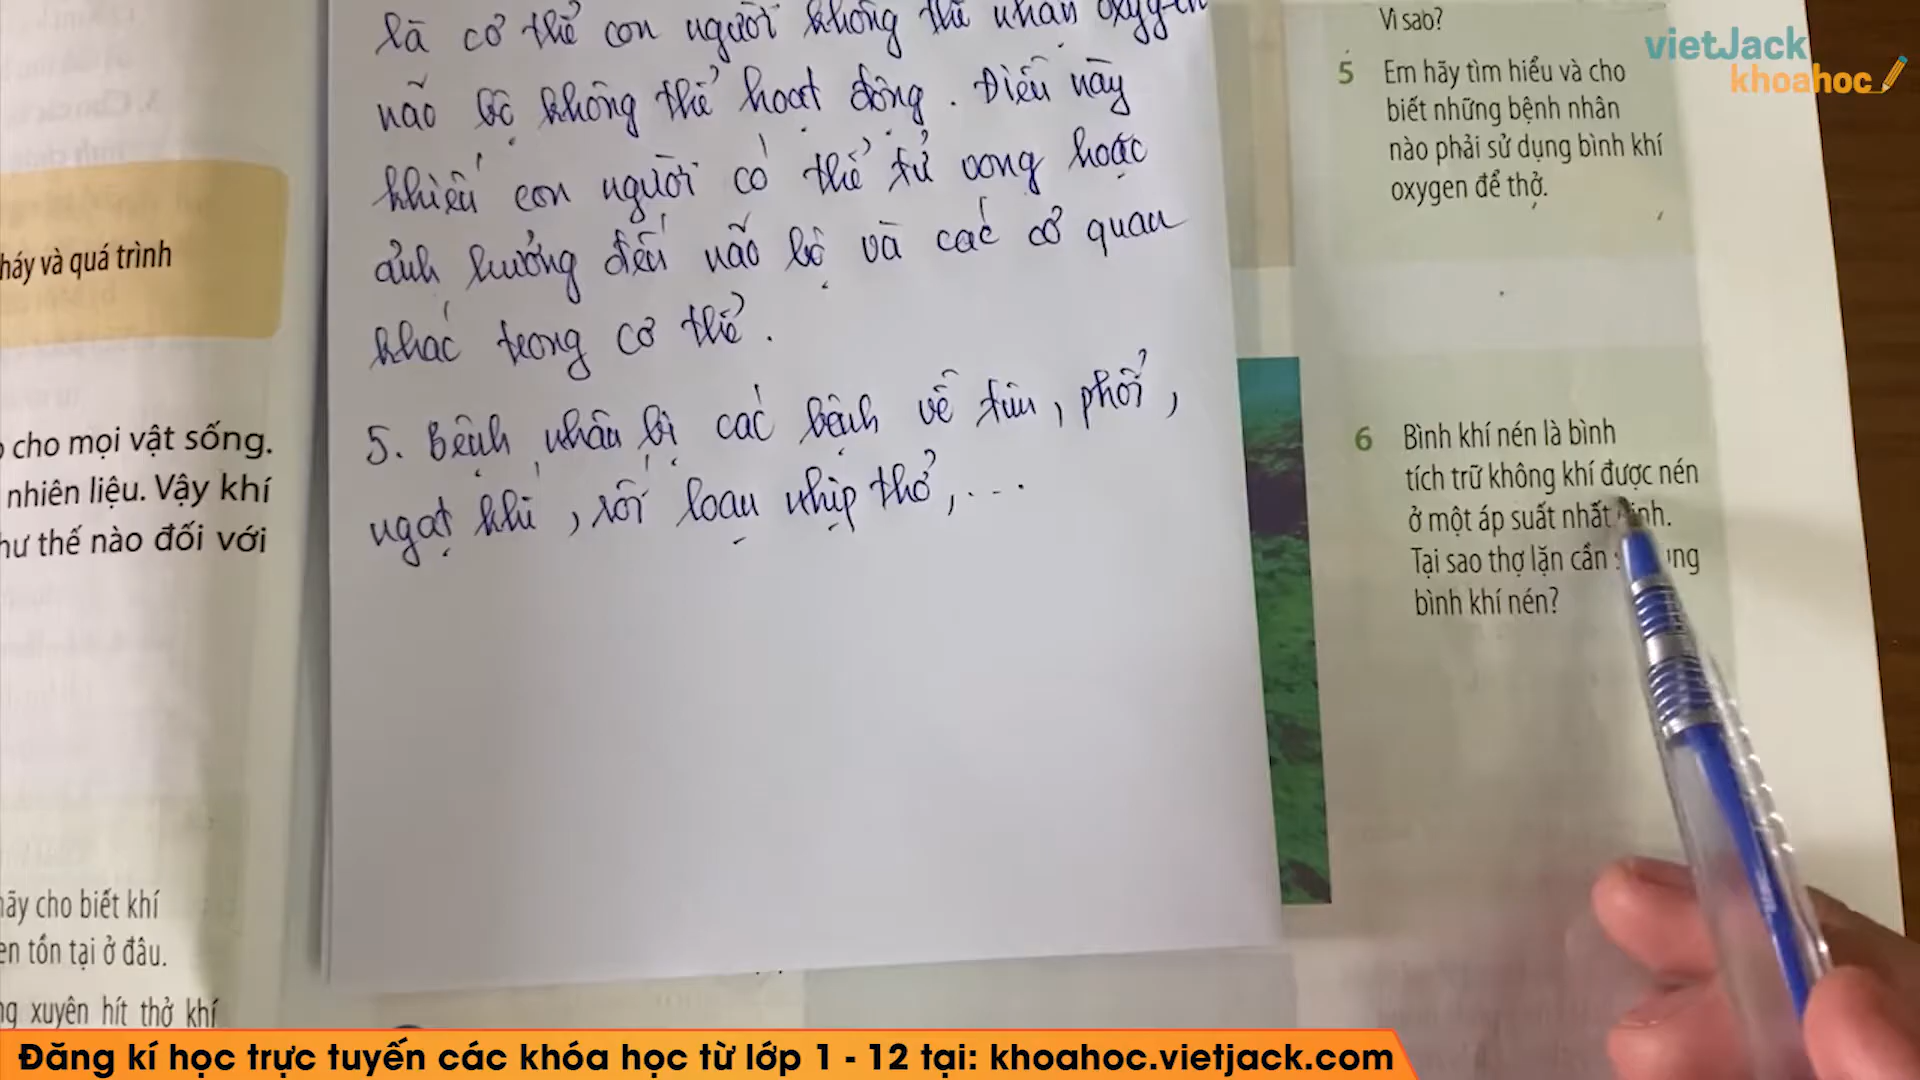 là cơ thể con người không thể nhận oxygen
não bộ không thể hoạt động. Điều này
khiến con người có thể tử vong hoặc
ảnh hưởng đến não bộ và các cơ quan
khác trong cơ thể.
5. Bệnh nhân bị các bệnh về tim, phổi,
ngạt khí, rối loạn nhịp thở,...
háy và quá trình
cho mọi vật sống.
nhiên liệu. Vậy khí
hư thế nào đối với
hãy cho biết khí
en tồn tại ở đâu.
ng xuyên hít thở khí
Vì sao?
5 Em hãy tìm hiểu và cho
biết những bệnh nhân
nào phải sử dụng bình khí
oxygen để thở.
6 Bình khí nén là bình
tích trữ không khí được nén
ở một áp suất nhất định.
Tại sao thợ lặn cần sử dụng
bình khí nén?
vietJack
khoahoc
Đăng kí học trực tuyến các khóa học từ lớp 1 - 12 tại: khoahoc.vietjack.com